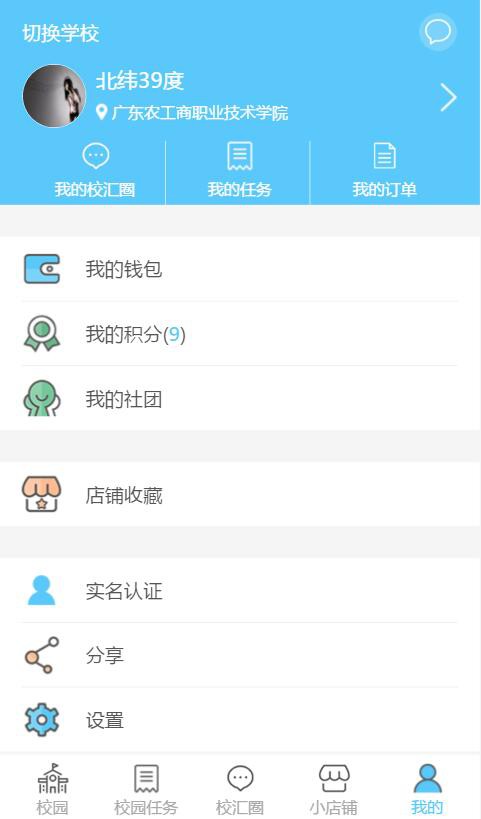 切换学校
北纬39度
广东农工商职业技术学院
我的校汇圈 我的任务 我的订单
我的钱包
我的积分(9)
我的社团
店铺收藏
实名认证
分享
设置
校园 校园任务 校汇圈 小店铺 我的